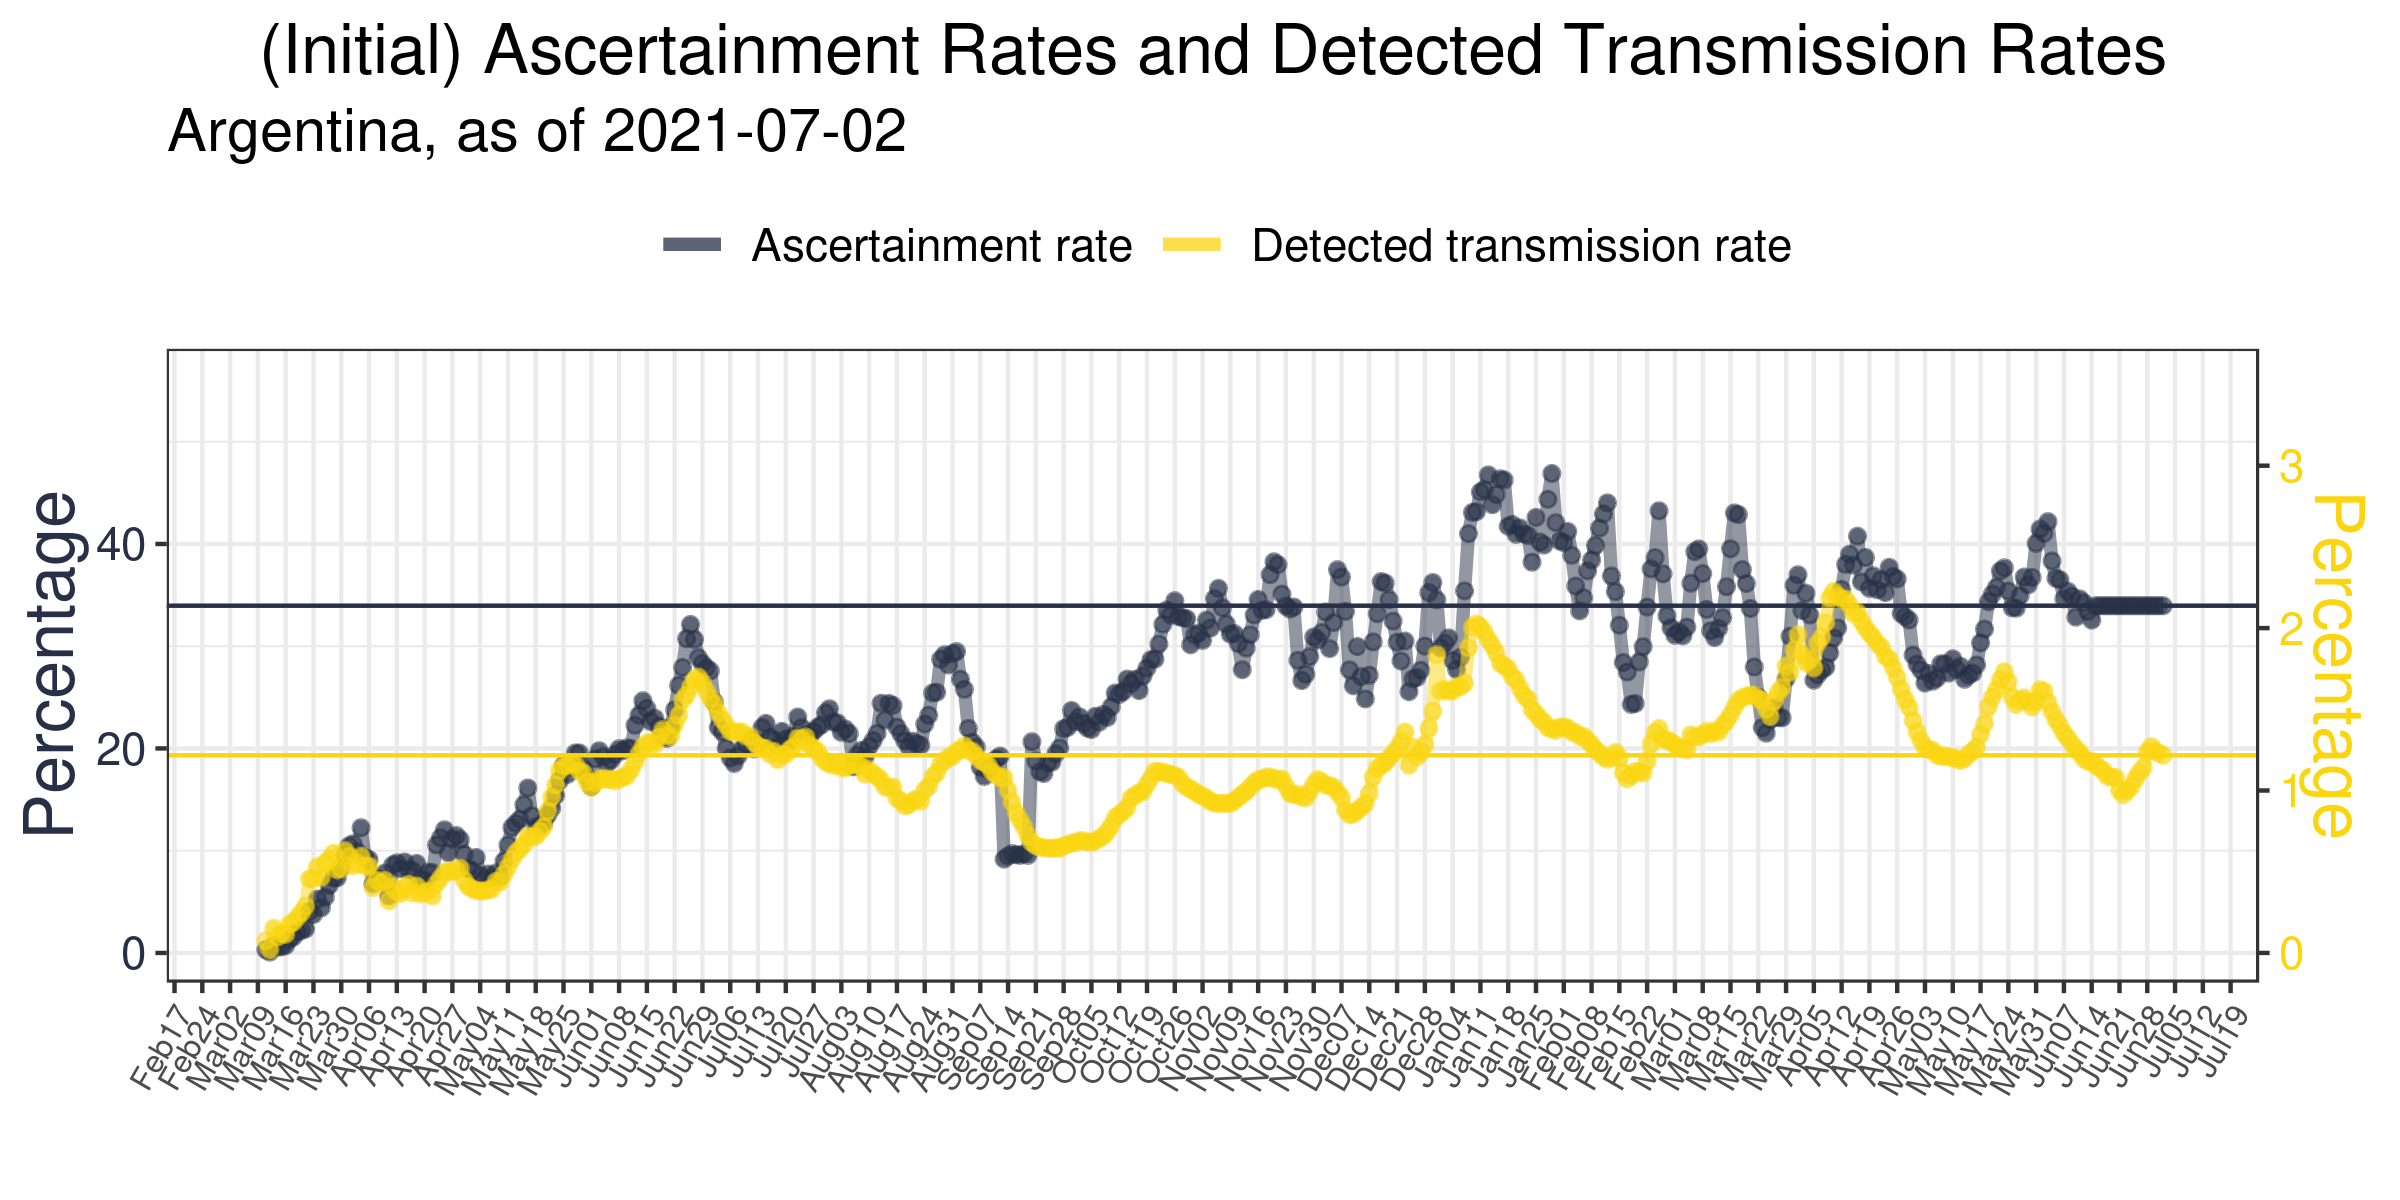 (Initial) Ascertainment Rates and Detected Transmission Rates
Argentina, as of 2021-07-02
Ascertainment rate Detected transmission rate
Percentage
40
20
0
3
2
1
0
Percentage
Feb17 Feb24 Mar02 Mar09 Mar16 Mar23 Mar30 Apr06 Apr13 Apr20 Apr27 May04 May11 May18 May25 Jun01 Jun08 Jun15 Jun22 Jun29 Jul06 Jul13 Jul20 Jul27 Aug03 Aug10 Aug17 Aug24 Aug31 Sep07 Sep14 Sep21 Sep28 Oct05 Oct12 Oct19 Oct26 Nov02 Nov09 Nov16 Nov23 Nov30 Dec07 Dec14 Dec21 Dec28 Jan04 Jan11 Jan18 Jan25 Feb01 Feb08 Feb15 Feb22 Mar01 Mar08 Mar15 Mar22 Mar29 Apr05 Apr12 Apr19 Apr26 May03 May10 May17 May24 May31 Jun07 Jun14 Jun21 Jun28 Jul05 Jul12 Jul19